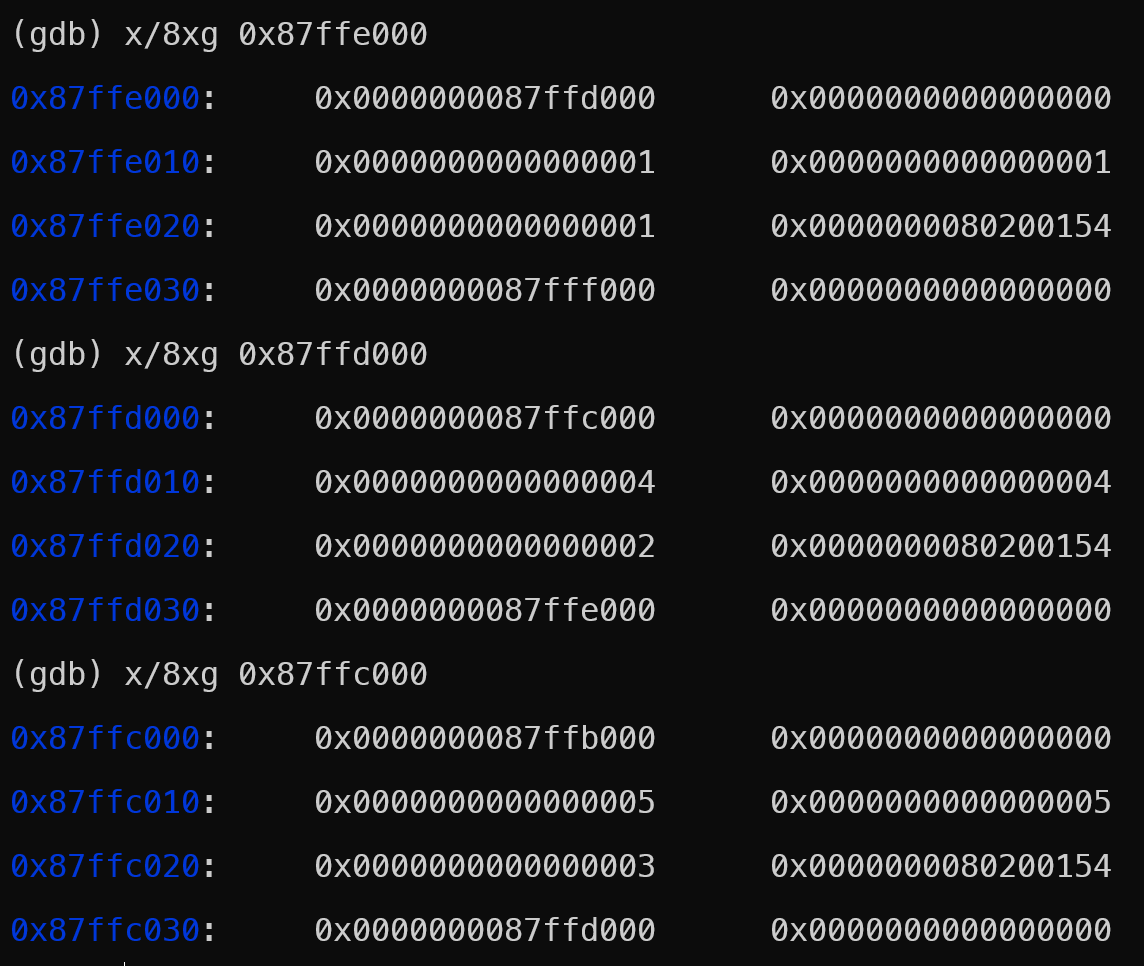 (gdb) x/8xg 0x87ffe000
0x87ffe000:     0x0000000087ffd000      0x0000000000000000
0x87ffe010:     0x0000000000000001      0x0000000000000001
0x87ffe020:     0x0000000000000001      0x0000000080200154
0x87ffe030:     0x0000000087fff000      0x0000000000000000
(gdb) x/8xg 0x87ffd000
0x87ffd000:     0x0000000087ffc000      0x0000000000000000
0x87ffd010:     0x0000000000000004      0x0000000000000004
0x87ffd020:     0x0000000000000002      0x0000000080200154
0x87ffd030:     0x0000000087ffe000      0x0000000000000000
(gdb) x/8xg 0x87ffc000
0x87ffc000:     0x0000000087ffb000      0x0000000000000000
0x87ffc010:     0x0000000000000005      0x0000000000000005
0x87ffc020:     0x0000000000000003      0x0000000080200154
0x87ffc030:     0x0000000087ffd000      0x0000000000000000